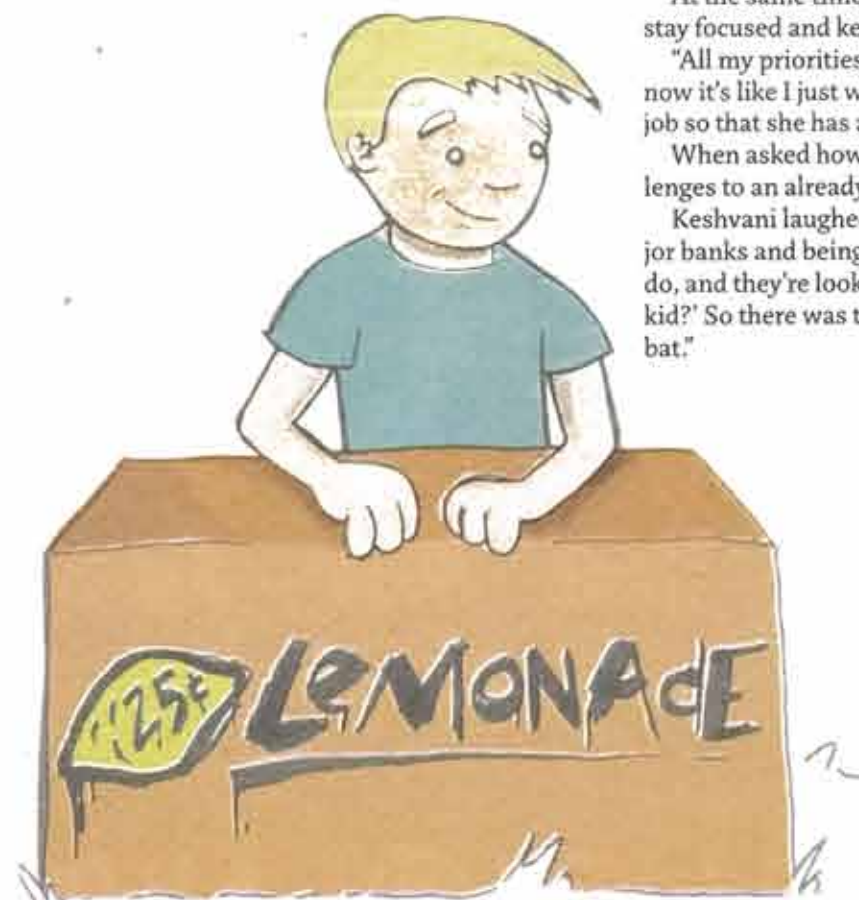 stay focused and ke
"All my priorities
now it's like I just w
job so that she has
When asked how
lenges to an already
Keshvani laughe
jor banks and being
do, and they're look
kid?' So there was t
bat."
25¢ LeMONAdE